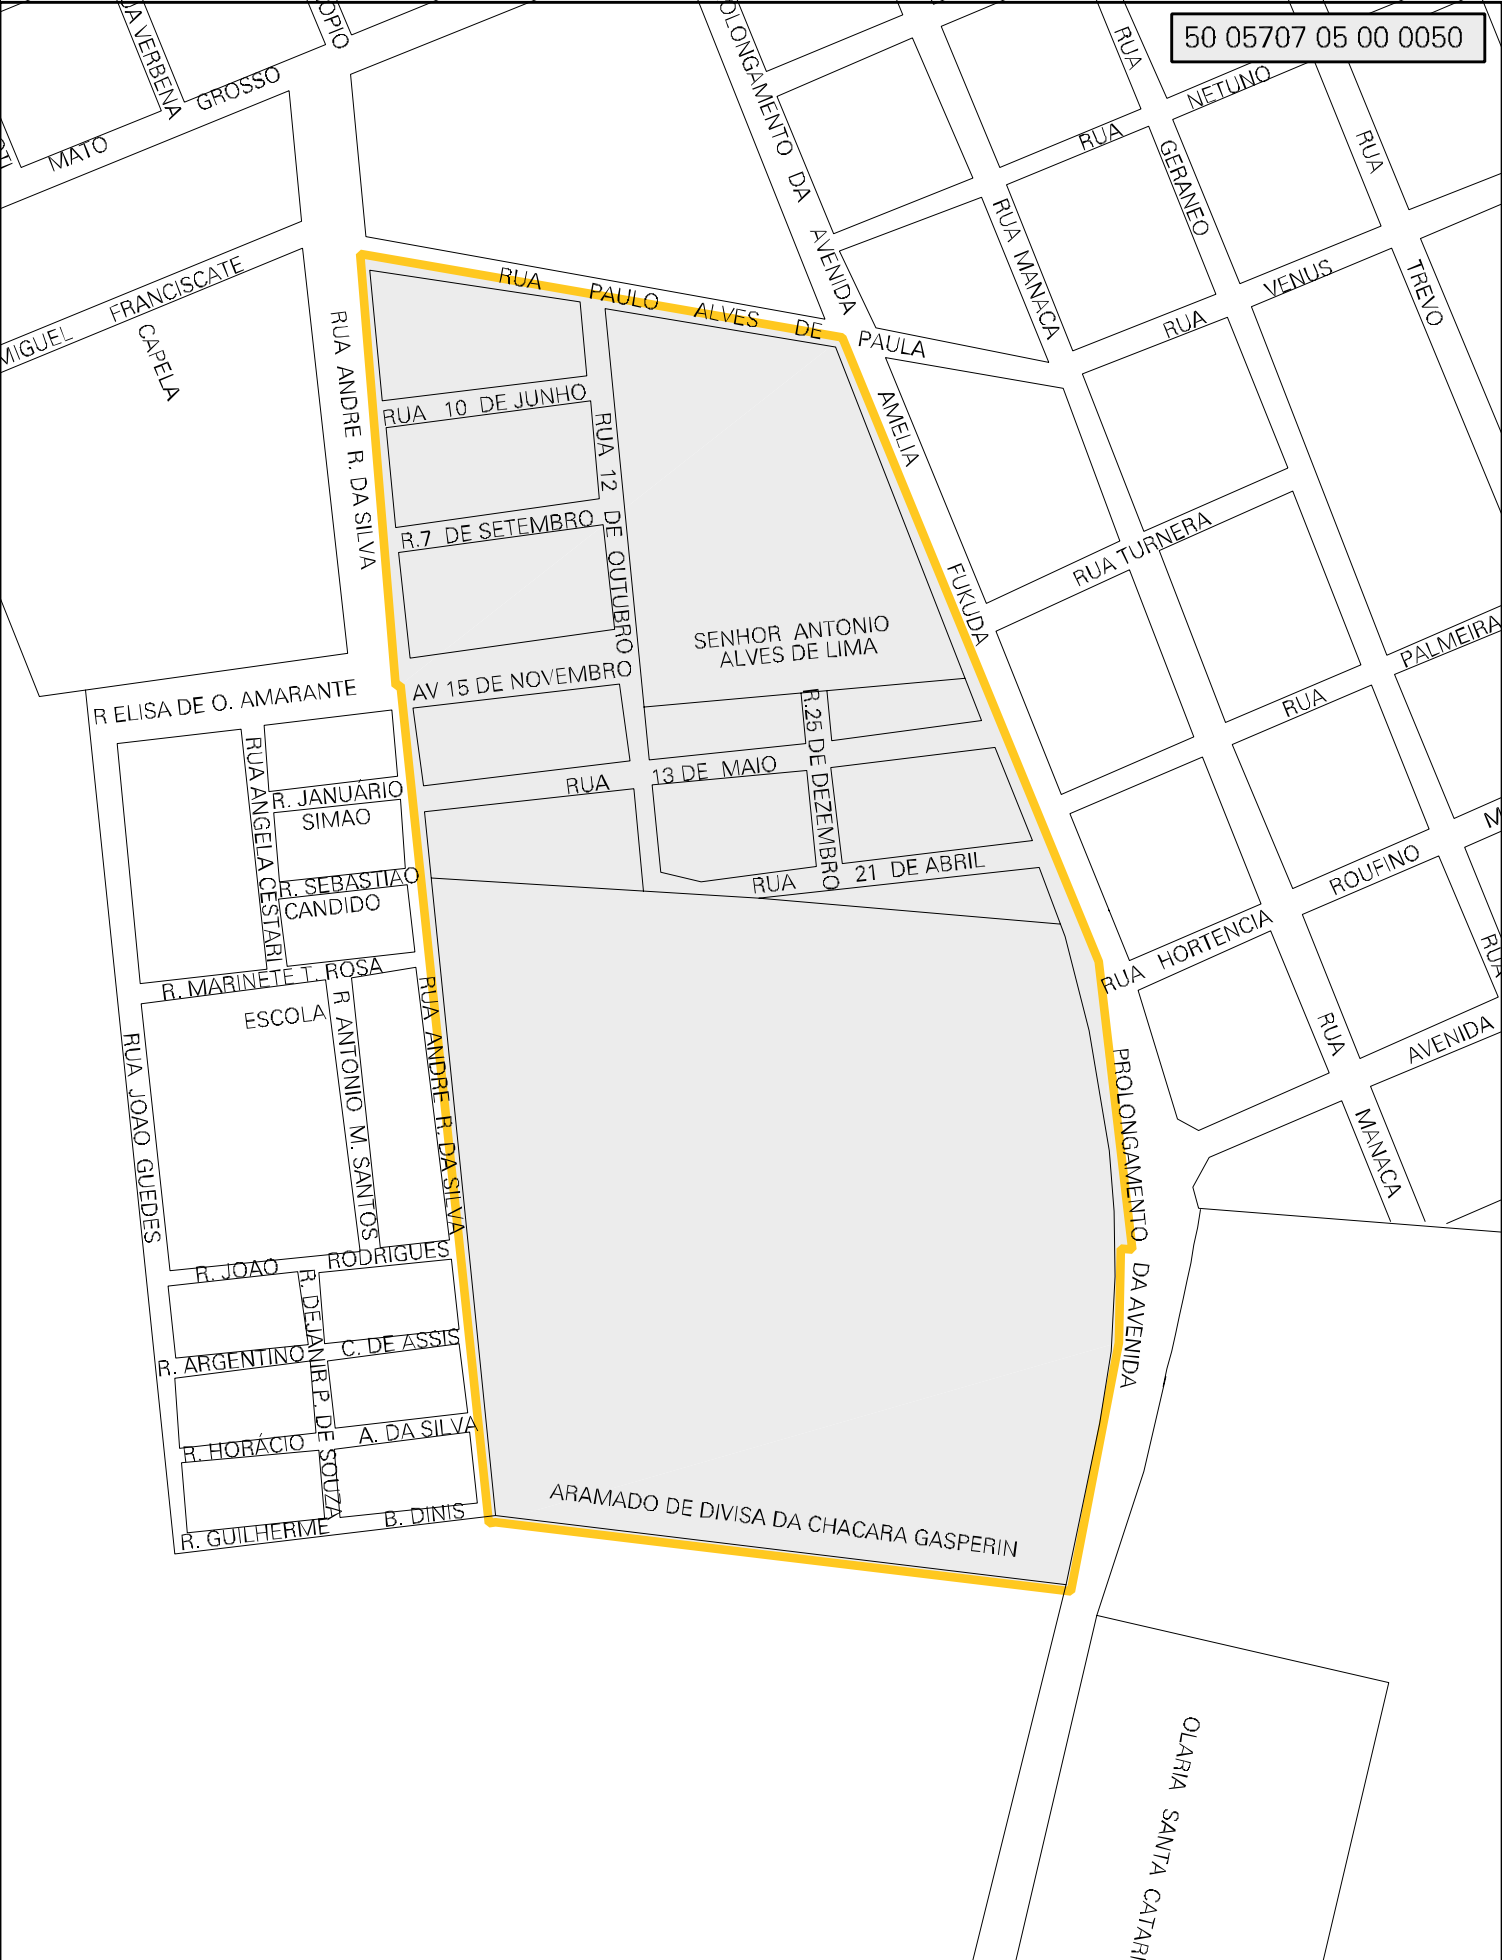 50 05707 05 00 0050
RUA
NETUNO
GROSSO
MATO
RUA
RUA
GERANEO
RUA MANACA
AVENIDA
DA
MIGUEL FRANCISCATE
CAPELA
VENUS
RUA
TREVO
RUA PAULO ALVES DE PAULA
RUA ANDRE R. DA SILVA
RUA 10 DE JUNHO
RUA 12 DE OUTUBRO
AMELIA FUKUDA
R.7 DE SETEMBRO
RUA TURNERA
SENHOR ANTONIO
ALVES DE LIMA
PALMEIRA
AV 15 DE NOVEMBRO
R ELISA DE O. AMARANTE
RUA
R.25 DE DEZEMBRO
RUA 13 DE MAIO
RUA ANGELA CESTARI
R. JANUÁRIO
SIMAO
R. SEBASTIAO
CANDIDO
RUA 21 DE ABRIL
ROUFINO
RUA HORTENCIA
RUA
R. MARINETE T. ROSA
ESCOLA
R ANTONIO M. SANTOS
RUA ANDRE R. DA SILVA
RUA
AVENIDA
MANACA
RUA JOAO GUEDES
PROLONGAMENTO DA AVENIDA
R. JOAO RODRIGUES
R. DEJANIR P. DE SOUZA
R. ARGENTINO C. DE ASSIS
R. HORÁCIO A. DA SILVA
R. GUILHERME B. DINIS
ARAMADO DE DIVISA DA CHACARA GASPERIN
OLARIA SANTA